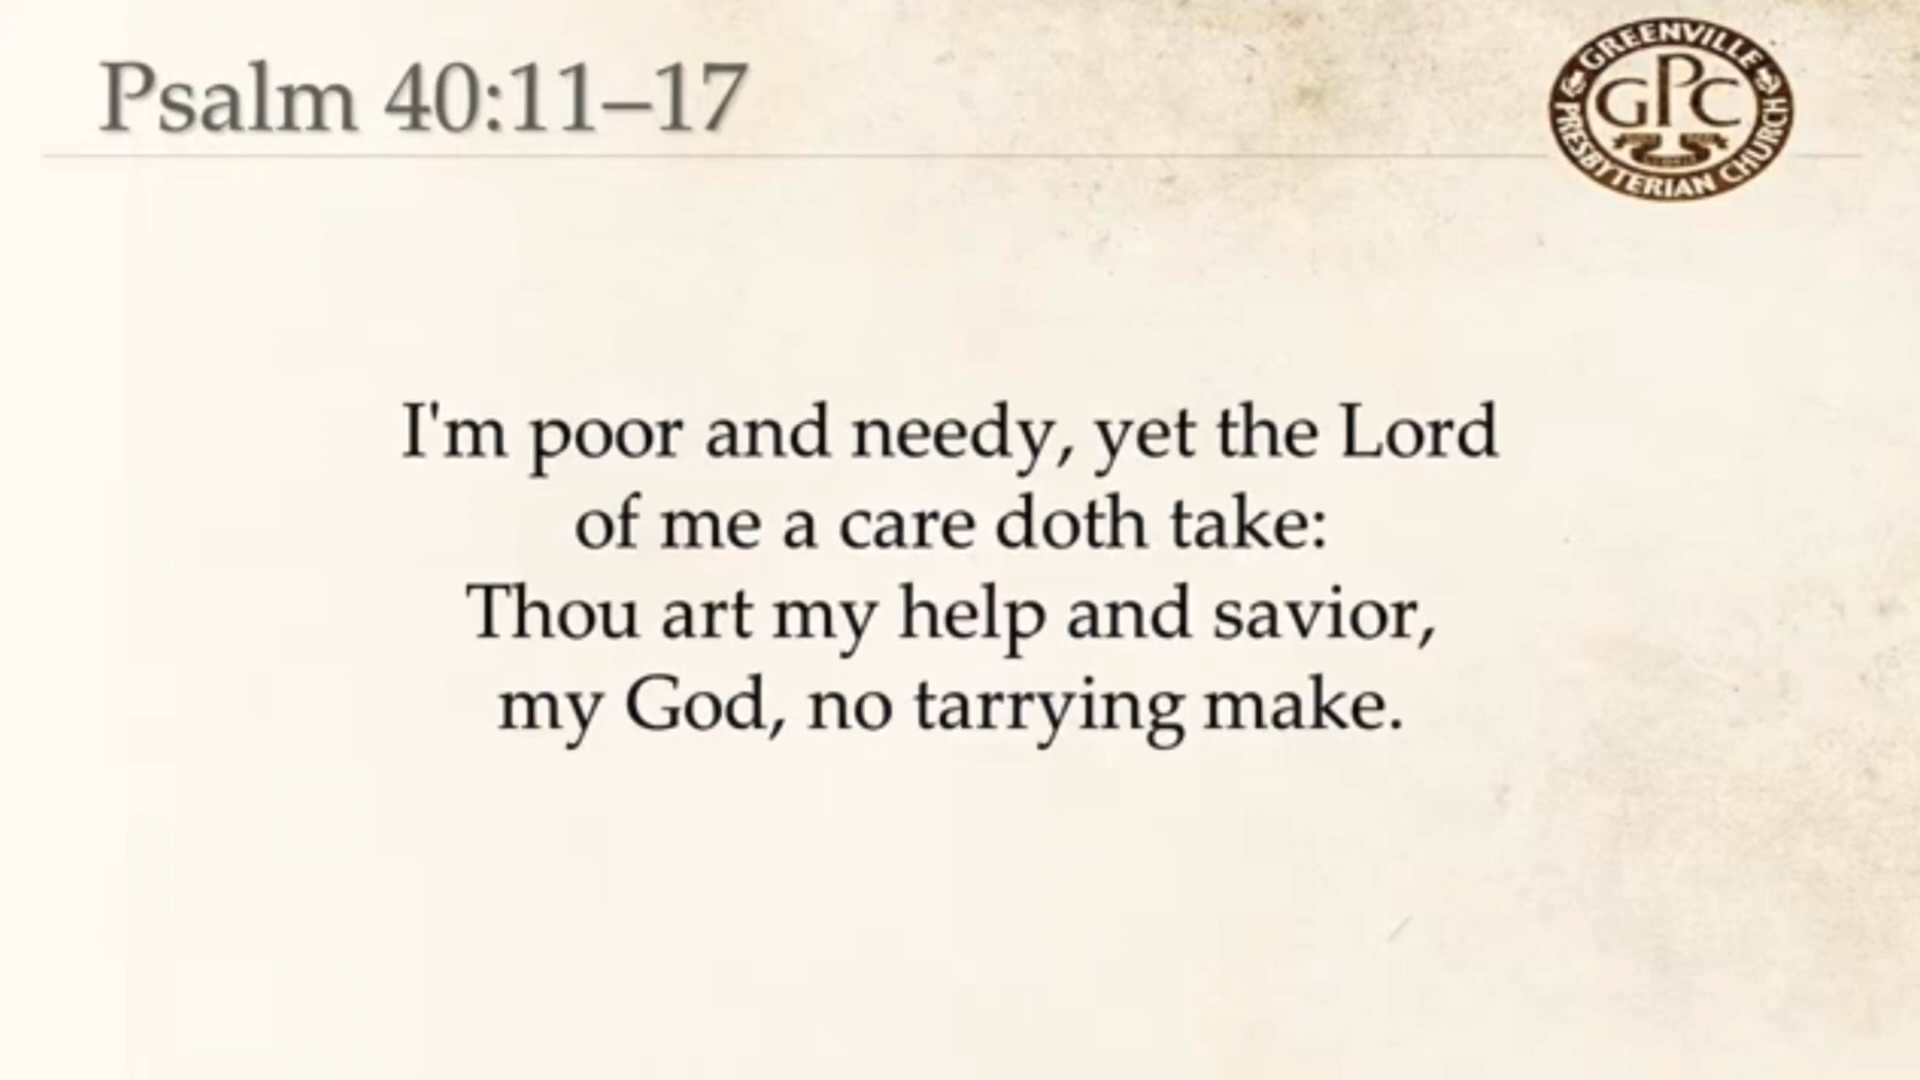 Psalm 40:11–17
GREENVILLE
GPC
PRESBYTERIAN CHURCH
I'm poor and needy, yet the Lord
of me a care doth take:
Thou art my help and savior,
my God, no tarrying make.